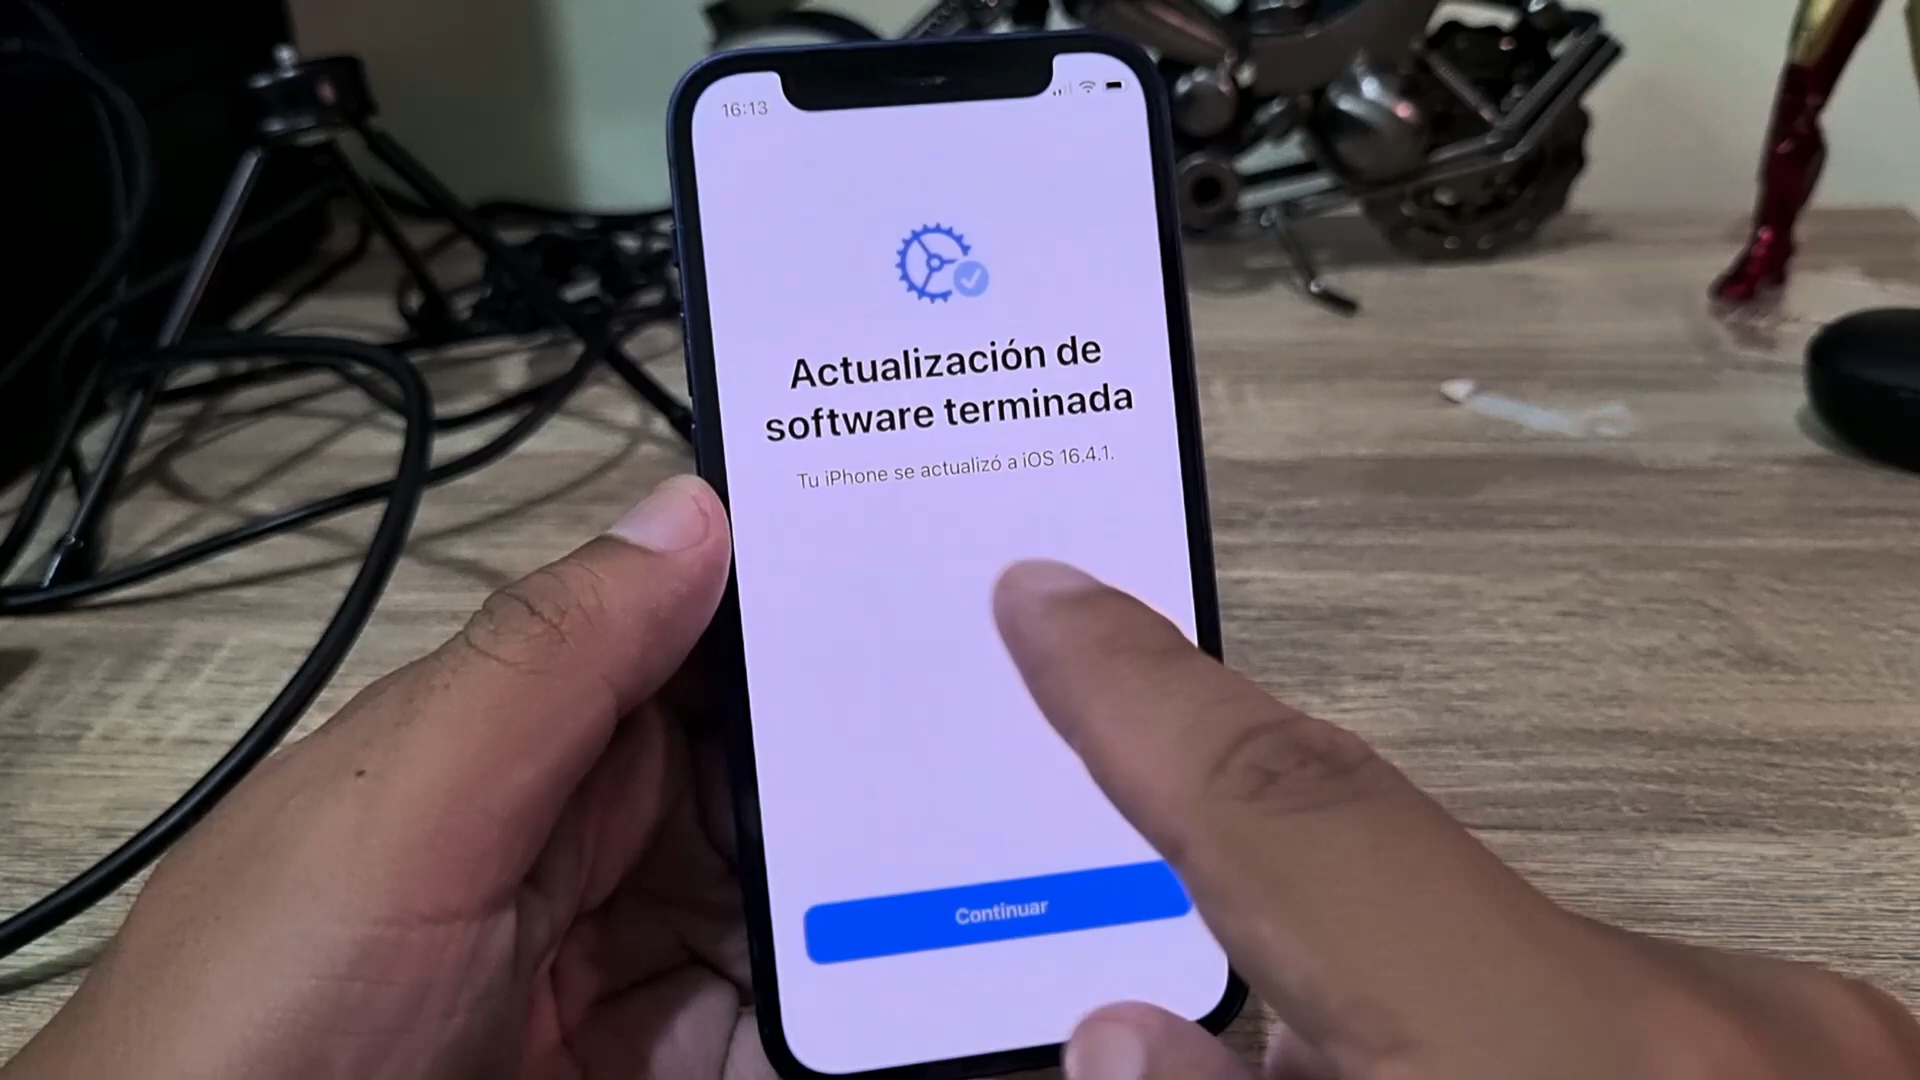 16:13
Actualización de
software terminada
Tu iPhone se actualizó a iOS 16.4.1.
Continuar